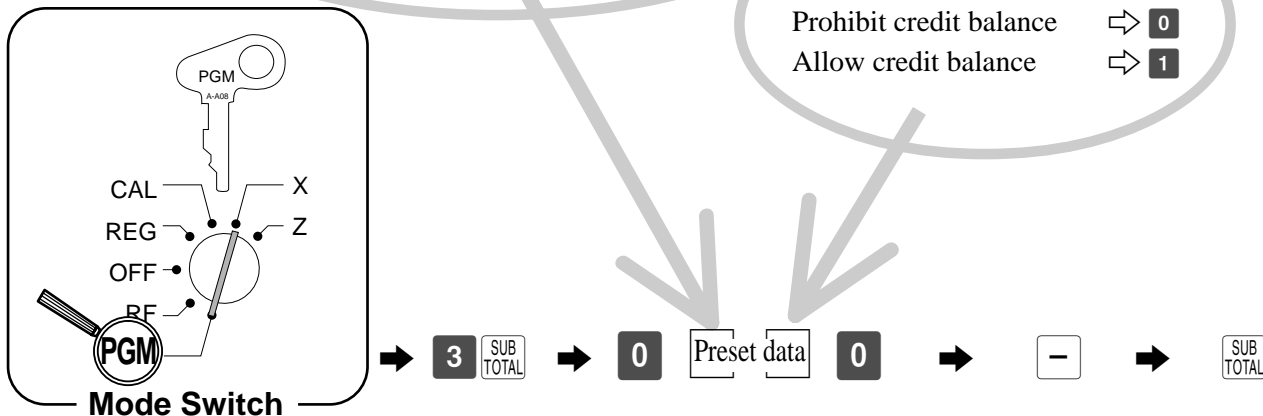 Prohibit credit balance ⇨ 0
Allow credit balance ⇨ 1
PGM
A-A08
CAL X
REG Z
OFF
RF
PGM
3 SUB TOTAL 0 Preset data 0 - SUB TOTAL
Mode Switch